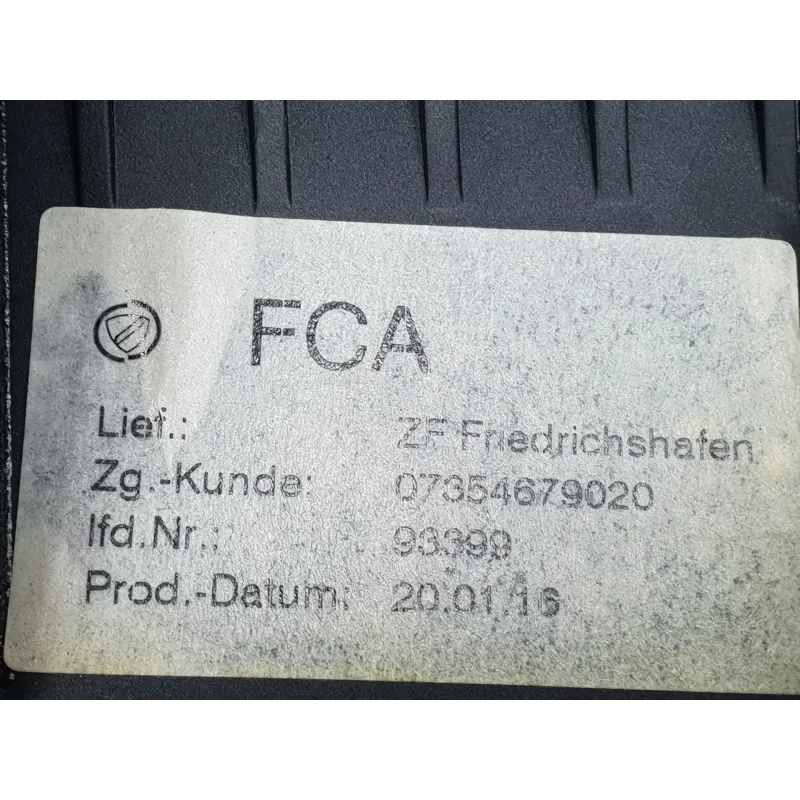 FCA
Lief.: ZF Friedrichshafen
Zg.-Kunde: 07354679020
lfd.Nr.: 93399
Prod.-Datum: 20.01.16